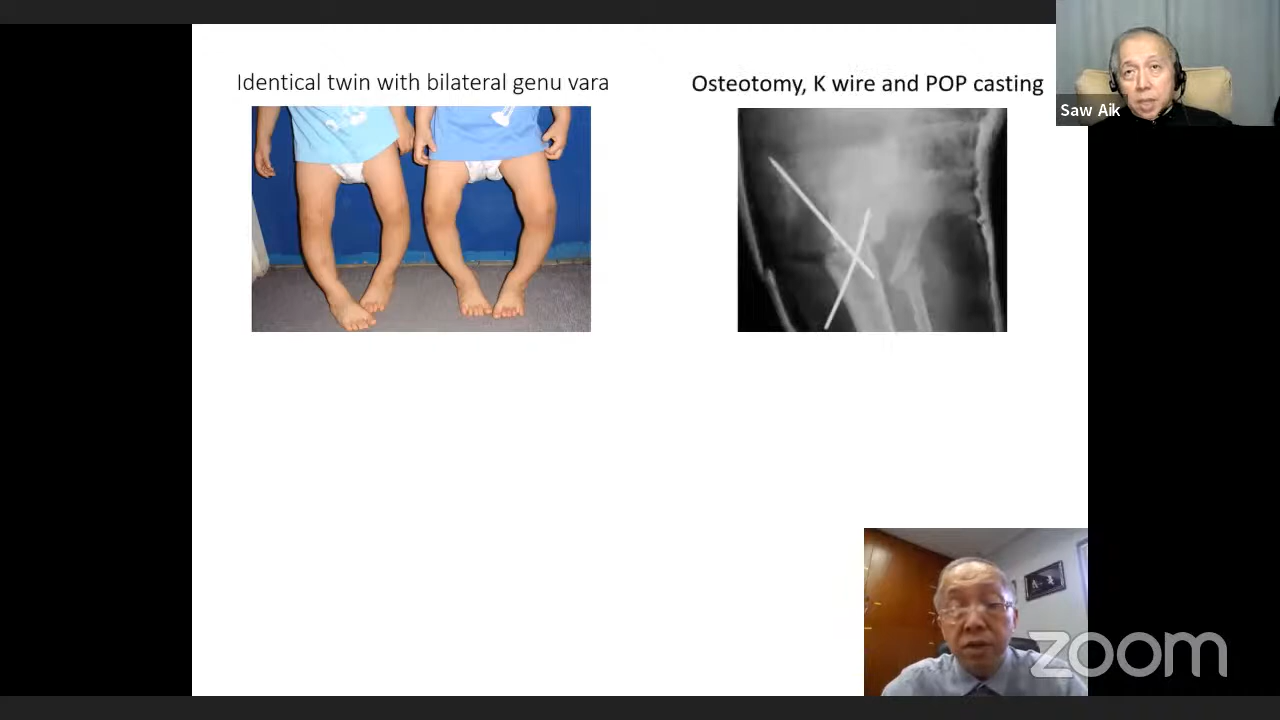 Identical twin with bilateral genu vara
Osteotomy, K wire and POP casting
Saw Aik
zoom